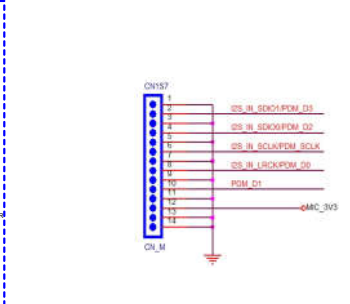 CN1S7
1
2
I2S_IN_SDIO1/PDM_D3
3
4
I2S_IN_SDIO0/PDM_D2
5
6
I2S_IN_SCLK/PDM_SCLK
7
8
I2S_IN_LRCK/PDM_D0
9
10
PDM_D1
11
12
MIC_3V3
13
14
CN_M